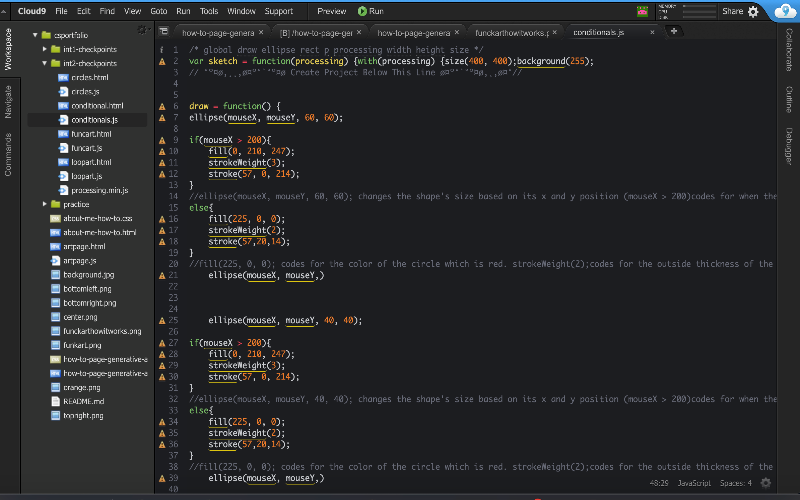 Cloud9 File Edit Find View Goto Run Tools Window Support Preview Run MEMORY CPU DISK Share
Workspace
Navigate
Commands
csportfolio
int1-checkpoints
int2-checkpoints
circles.html
circles.js
conditional.html
conditionals.js
funcart.html
funcart.js
loopart.html
loopart.js
processing.min.js
practice
about-me-how-to.css
about-me-how-to.html
artpage.html
artpage.js
background.jpg
bottomleft.png
bottomright.png
center.png
funckarthowitworks.png
funkart.png
how-to-page-generative-a
how-to-page-generative-a
orange.png
README.md
topright.png
how-to-page-genera × [B] /how-to-page-ger × how-to-page-genera × funckarthowitworks.p × conditionals.js ×
1 /* global draw ellipse rect p processing width height size */
2 var sketch = function(processing) {with(processing) {size(400, 400);background(255);
3 // Create Project Below This Line
4
5
6 draw = function() {
7 ellipse(mouseX, mouseY, 60, 60);
8
9 if(mouseX > 200){
10 fill(0, 210, 247);
11 strokeWeight(3);
12 stroke(57, 0, 214);
13 }
14 //ellipse(mouseX, mouseY, 60, 60); changes the shape's size based on its x and y position (mouseX > 200)codes for when the
15 else{
16 fill(225, 0, 0);
17 strokeWeight(2);
18 stroke(57,20,14);
19 }
20 //fill(225, 0, 0); codes for the color of the circle which is red. strokeWeight(2);codes for the outside thickness of the
21 ellipse(mouseX, mouseY,)
22
23
24
25 ellipse(mouseX, mouseY, 40, 40);
26
27 if(mouseX > 200){
28 fill(0, 210, 247);
29 strokeWeight(3);
30 stroke(57, 0, 214);
31 }
32 //ellipse(mouseX, mouseY, 40, 40); changes the shape's size based on its x and y position (mouseX > 200)codes for when the
33 else{
34 fill(225, 0, 0);
35 strokeWeight(2);
36 stroke(57,20,14);
37 }
38 //fill(225, 0, 0); codes for the color of the circle which is red. strokeWeight(2);codes for the outside thickness of the
39 ellipse(mouseX, mouseY,)
40
48:29 JavaScript Spaces: 4
Collaborate
Outline
Debugger